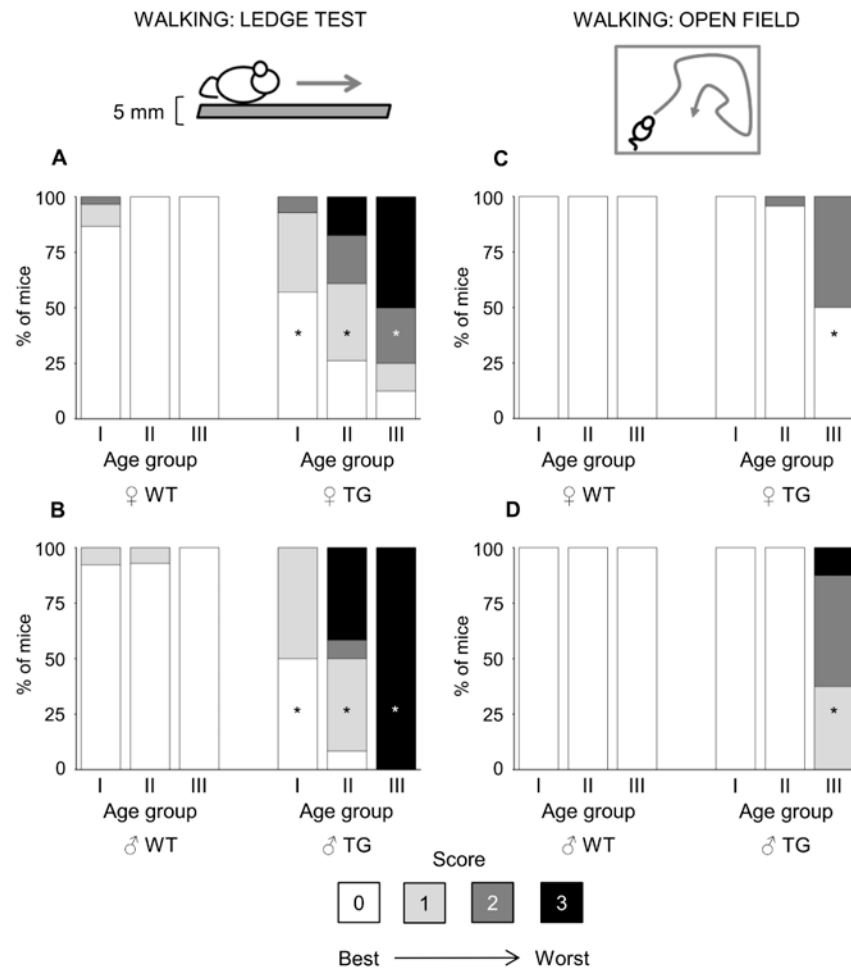 WALKING: LEDGE TEST
WALKING: OPEN FIELD
5 mm
A
100
75
50
25
0
% of mice
* * *
I II III I II III
Age group Age group
♀ WT ♀ TG
C
100
75
50
25
0
% of mice
*
I II III I II III
Age group Age group
♀ WT ♀ TG
B
100
75
50
25
0
% of mice
* * *
I II III I II III
Age group Age group
♂ WT ♂ TG
D
100
75
50
25
0
% of mice
*
I II III I II III
Age group Age group
♂ WT ♂ TG
Score
0 1 2 3
Best Worst